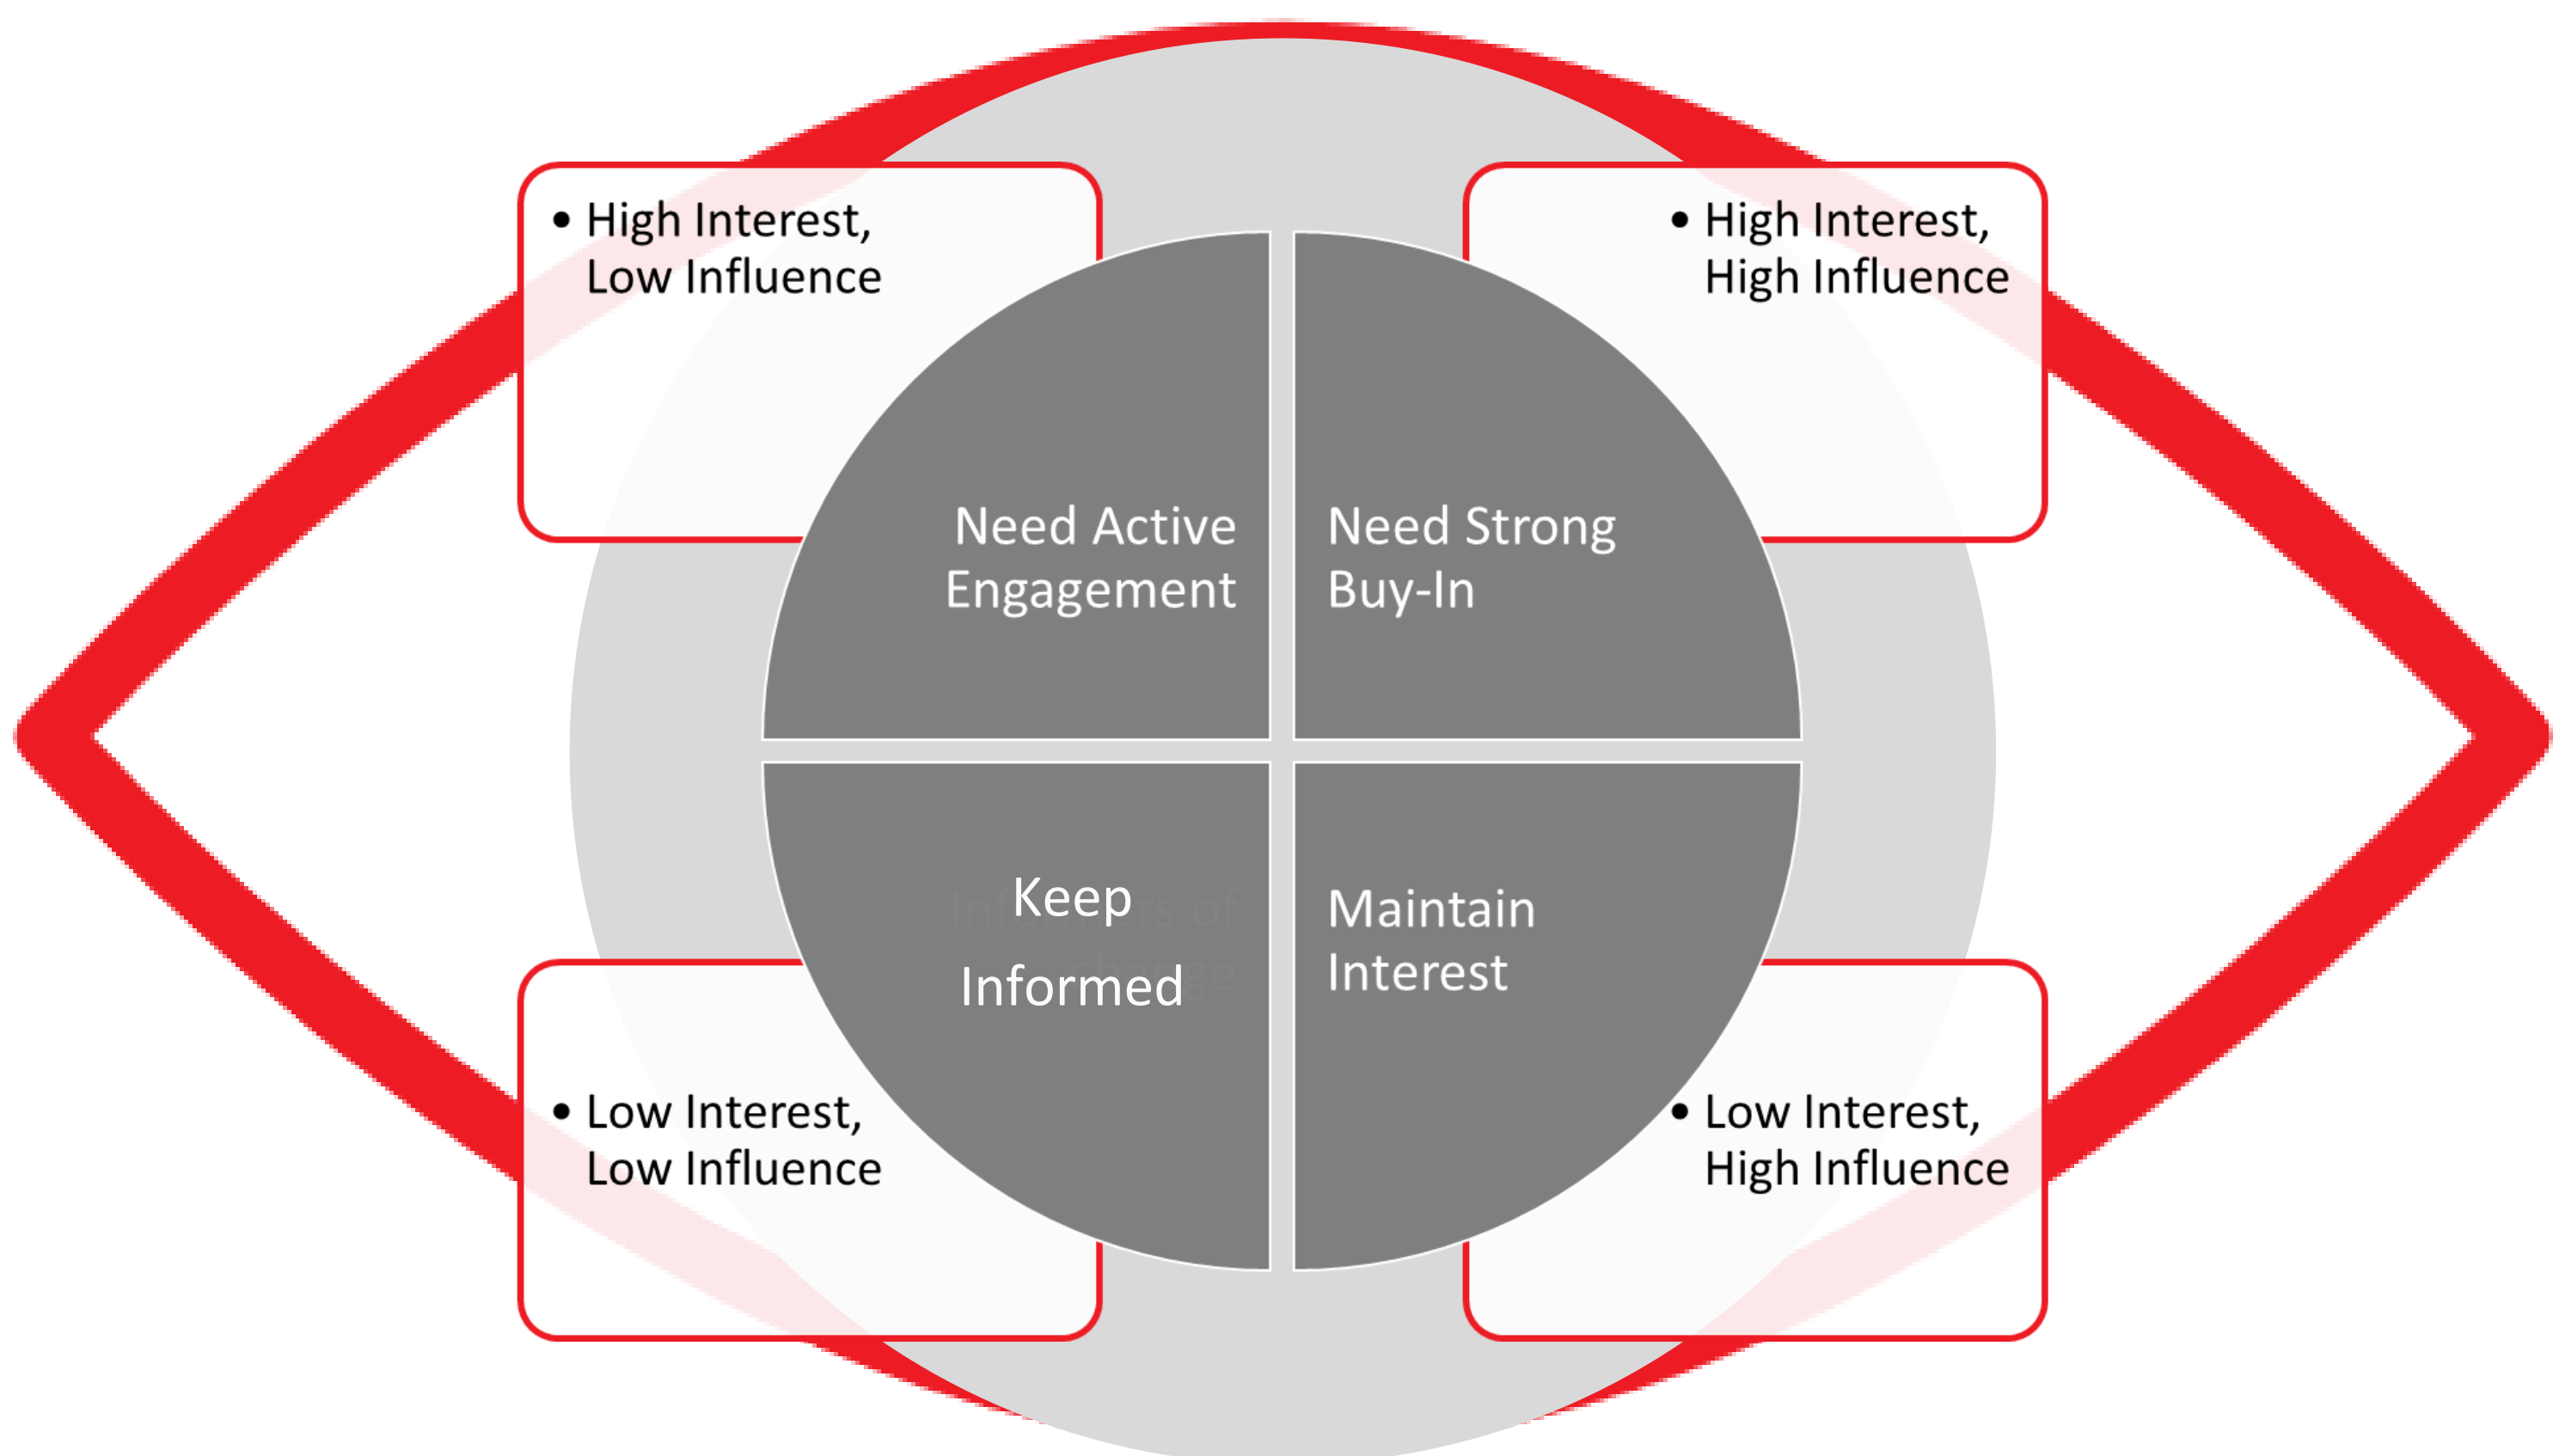 • High Interest,
Low Influence
• High Interest,
High Influence
Need Active
Engagement
Need Strong
Buy-In
Keep
Informed
Maintain
Interest
• Low Interest,
Low Influence
• Low Interest,
High Influence